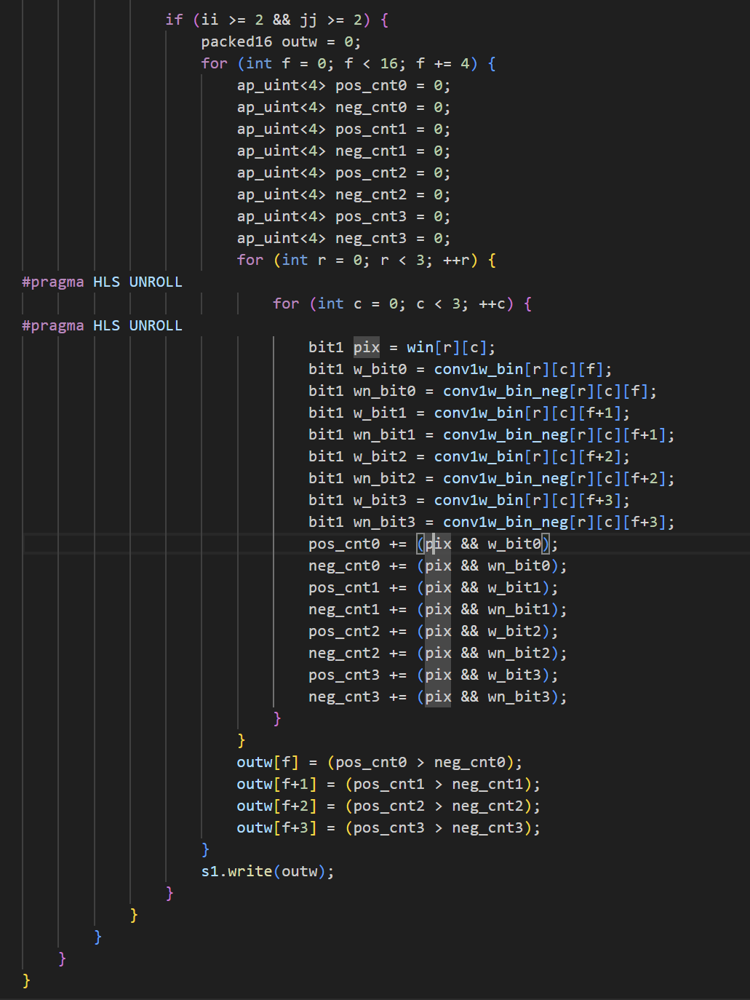 if (ii >= 2 && jj >= 2) {
packed16 outw = 0;
for (int f = 0; f < 16; f += 4) {
ap_uint<4> pos_cnt0 = 0;
ap_uint<4> neg_cnt0 = 0;
ap_uint<4> pos_cnt1 = 0;
ap_uint<4> neg_cnt1 = 0;
ap_uint<4> pos_cnt2 = 0;
ap_uint<4> neg_cnt2 = 0;
ap_uint<4> pos_cnt3 = 0;
ap_uint<4> neg_cnt3 = 0;
for (int r = 0; r < 3; ++r) {
#pragma HLS UNROLL
for (int c = 0; c < 3; ++c) {
#pragma HLS UNROLL
bit1 pix = win[r][c];
bit1 w_bit0 = conv1w_bin[r][c][f];
bit1 wn_bit0 = conv1w_bin_neg[r][c][f];
bit1 w_bit1 = conv1w_bin[r][c][f+1];
bit1 wn_bit1 = conv1w_bin_neg[r][c][f+1];
bit1 w_bit2 = conv1w_bin[r][c][f+2];
bit1 wn_bit2 = conv1w_bin_neg[r][c][f+2];
bit1 w_bit3 = conv1w_bin[r][c][f+3];
bit1 wn_bit3 = conv1w_bin_neg[r][c][f+3];
pos_cnt0 += (pix && w_bit0);
neg_cnt0 += (pix && wn_bit0);
pos_cnt1 += (pix && w_bit1);
neg_cnt1 += (pix && wn_bit1);
pos_cnt2 += (pix && w_bit2);
neg_cnt2 += (pix && wn_bit2);
pos_cnt3 += (pix && w_bit3);
neg_cnt3 += (pix && wn_bit3);
}
}
outw[f] = (pos_cnt0 > neg_cnt0);
outw[f+1] = (pos_cnt1 > neg_cnt1);
outw[f+2] = (pos_cnt2 > neg_cnt2);
outw[f+3] = (pos_cnt3 > neg_cnt3);
}
s1.write(outw);
}
}
}
}
}